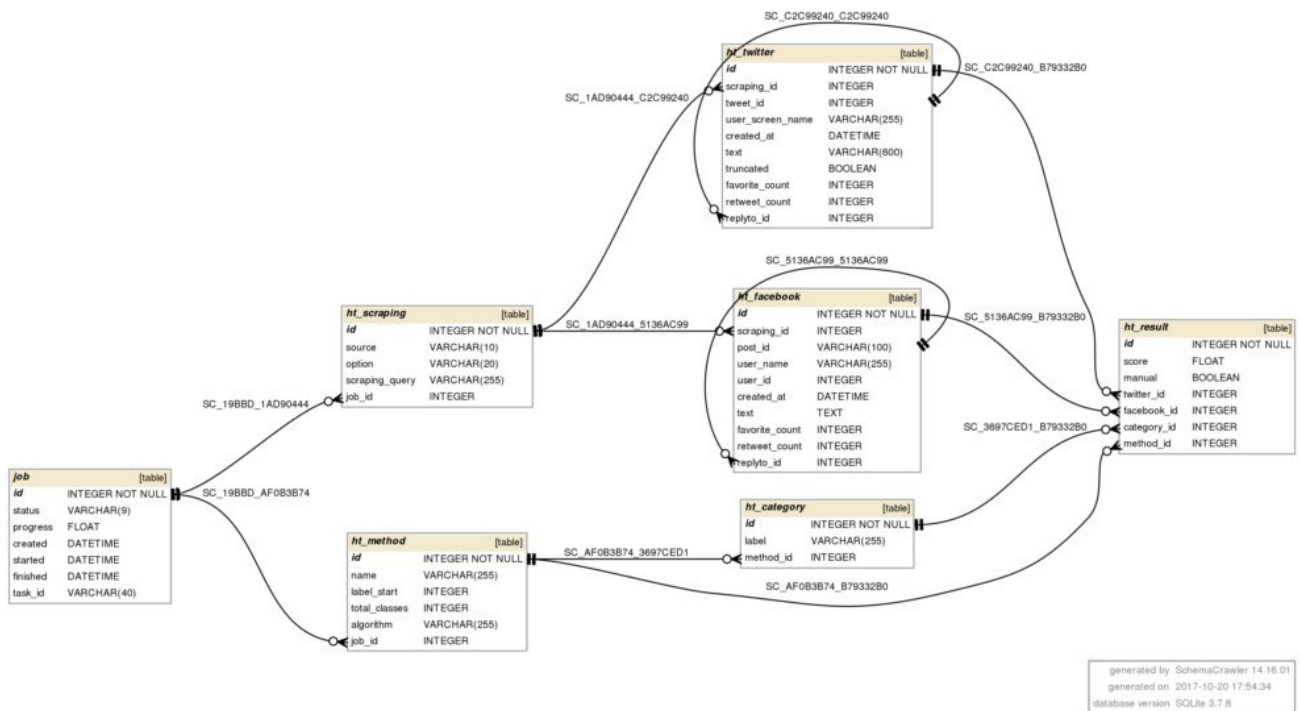 SC_C2C99240_C2C99240
ht_twitter [table]
id INTEGER NOT NULL
scraping_id INTEGER
tweet_id INTEGER
user_screen_name VARCHAR(255)
created_at DATETIME
text VARCHAR(600)
truncated BOOLEAN
favorite_count INTEGER
retweet_count INTEGER
replyto_id INTEGER
SC_C2C99240_B79332B0
SC_1AD90444_C2C99240
SC_5136AC99_5136AC99
ht_facebook [table]
id INTEGER NOT NULL
scraping_id INTEGER
post_id VARCHAR(100)
user_name VARCHAR(255)
user_id INTEGER
created_at DATETIME
text TEXT
favorite_count INTEGER
retweet_count INTEGER
replyto_id INTEGER
ht_scraping [table]
id INTEGER NOT NULL
source VARCHAR(10)
option VARCHAR(20)
scraping_query VARCHAR(255)
job_id INTEGER
SC_1AD90444_5136AC99
SC_5136AC99_B79332B0
ht_result [table]
id INTEGER NOT NULL
score FLOAT
manual BOOLEAN
twitter_id INTEGER
facebook_id INTEGER
category_id INTEGER
method_id INTEGER
SC_19BBD_1AD90444
SC_3697CED1_B79332B0
job [table]
id INTEGER NOT NULL
status VARCHAR(9)
progress FLOAT
created DATETIME
started DATETIME
finished DATETIME
task_id VARCHAR(40)
SC_19BBD_AF0B3B74
ht_category [table]
id INTEGER NOT NULL
label VARCHAR(255)
method_id INTEGER
ht_method [table]
id INTEGER NOT NULL
name VARCHAR(255)
label_start INTEGER
total_classes INTEGER
algorithm VARCHAR(255)
job_id INTEGER
SC_AF0B3B74_3697CED1
SC_AF0B3B74_B79332B0
generated by SchemaCrawler 14.16.01
generated on 2017-10-20 17:54:34
database version SQLite 3.7.8